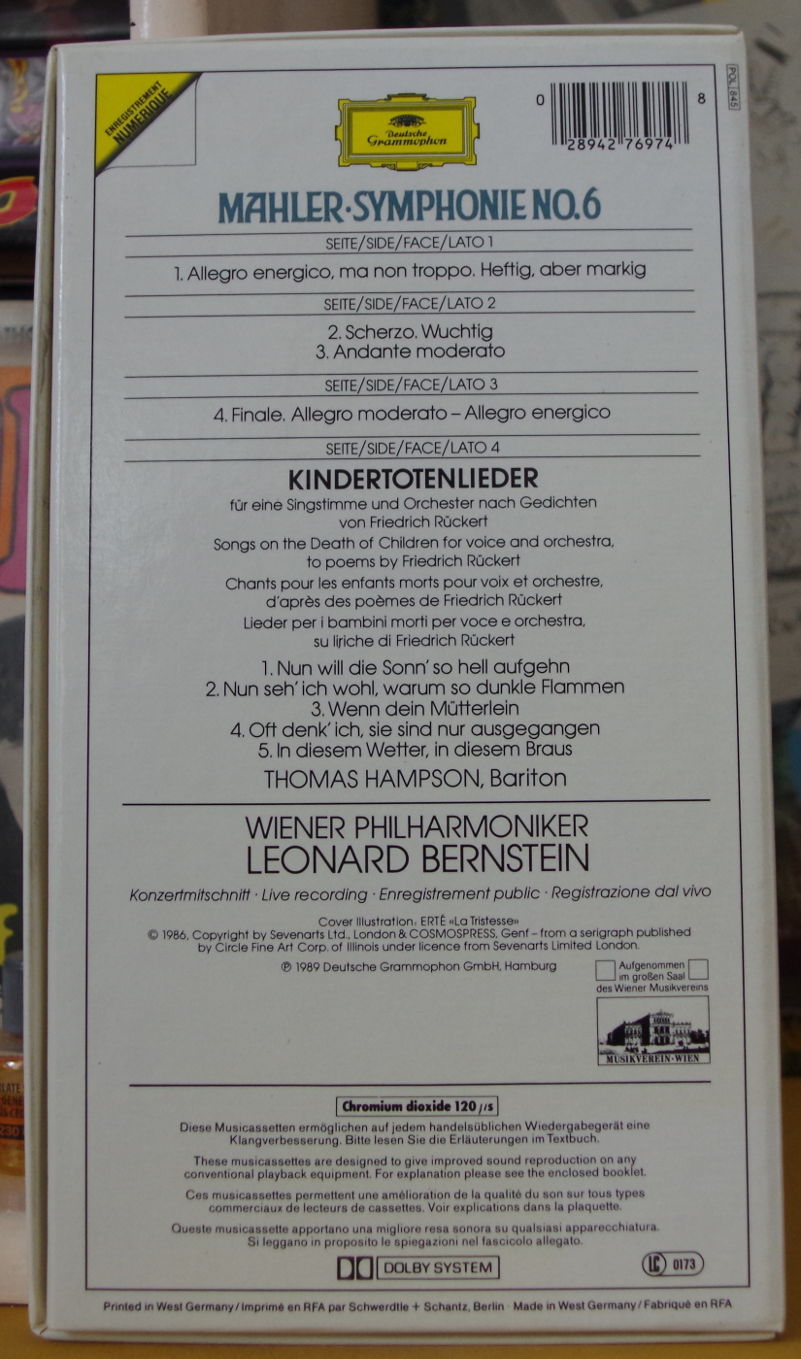 ENREGISTREMENT
NUMERIQUE
Deutsche
Grammophon
0 28942 76974 8
POL 845
MAHLER·SYMPHONIE NO.6
SEITE/SIDE/FACE/LATO 1
1. Allegro energico, ma non troppo. Heftig, aber markig
SEITE/SIDE/FACE/LATO 2
2. Scherzo. Wuchtig
3. Andante moderato
SEITE/SIDE/FACE/LATO 3
4. Finale. Allegro moderato – Allegro energico
SEITE/SIDE/FACE/LATO 4
KINDERTOTENLIEDER
für eine Singstimme und Orchester nach Gedichten
von Friedrich Rückert
Songs on the Death of Children for voice and orchestra,
to poems by Friedrich Rückert
Chants pour les enfants morts pour voix et orchestre,
d'après des poèmes de Friedrich Rückert
Lieder per i bambini morti per voce e orchestra,
su liriche di Friedrich Rückert
1. Nun will die Sonn' so hell aufgehn
2. Nun seh' ich wohl, warum so dunkle Flammen
3. Wenn dein Mütterlein
4. Oft denk' ich, sie sind nur ausgegangen
5. In diesem Wetter, in diesem Braus
THOMAS HAMPSON, Bariton
WIENER PHILHARMONIKER
LEONARD BERNSTEIN
Konzertmitschnitt · Live recording · Enregistrement public · Registrazione dal vivo
Cover Illustration: ERTÉ «La Tristesse»
© 1986, Copyright by Sevenarts Ltd., London & COSMOSPRESS, Genf – from a serigraph published
by Circle Fine Art Corp. of Illinois under licence from Sevenarts Limited London.
℗ 1989 Deutsche Grammophon GmbH, Hamburg
Aufgenommen
im großen Saal
des Wiener Musikvereins
MUSIKVEREIN·WIEN
Chromium dioxide 120 µs
Diese Musicassetten ermöglichen auf jedem handelsüblichen Wiedergabegerät eine
Klangverbesserung. Bitte lesen Sie die Erläuterungen im Textbuch.
These musicassettes are designed to give improved sound reproduction on any
conventional playback equipment. For explanation please see the enclosed booklet.
Ces musicassettes permettent une amélioration de la qualité du son sur tous types
commerciaux de lecteurs de cassettes. Voir explications dans la plaquette.
Queste musicassette apportano una migliore resa sonora su qualsiasi apparecchiatura.
Si leggano in proposito le spiegazioni nel fascicolo allegato.
DOLBY SYSTEM
LC 0173
Printed in West Germany / Imprimé en RFA par Schwerdtle + Schantz, Berlin · Made in West Germany / Fabriqué en RFA